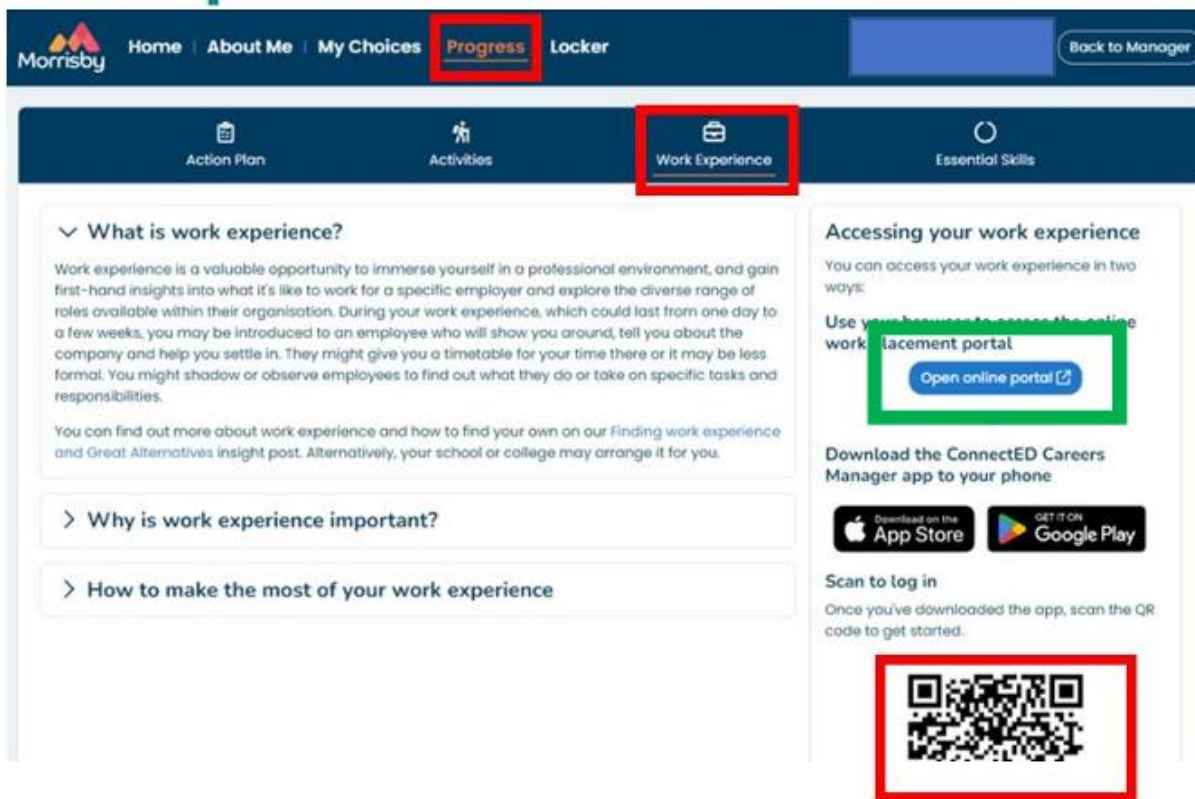 Morrisby
Home
About Me
My Choices
Progress
Locker
Back to Manager
Action Plan
Activities
Work Experience
Essential Skills
What is work experience?
Work experience is a valuable opportunity to immerse yourself in a professional environment, and gain
first-hand insights into what it's like to work for a specific employer and explore the diverse range of
roles available within their organisation. During your work experience, which could last from one day to
a few weeks, you may be introduced to an employee who will show you around, tell you about the
company and help you settle in. They might give you a timetable for your time there or it may be less
formal. You might shadow or observe employees to find out what they do or take on specific tasks and
responsibilities.
You can find out more about work experience and how to find your own on our Finding work experience
and Great Alternatives insight post. Alternatively, your school or college may arrange it for you.
Why is work experience important?
How to make the most of your work experience
Accessing your work experience
You can access your work experience in two
ways:
Use your browser to access the online
work placement portal
Open online portal
Download the ConnectED Careers
Manager app to your phone
Download on the
App Store
GET IT ON
Google Play
Scan to log in
Once you've downloaded the app, scan the QR
code to get started.